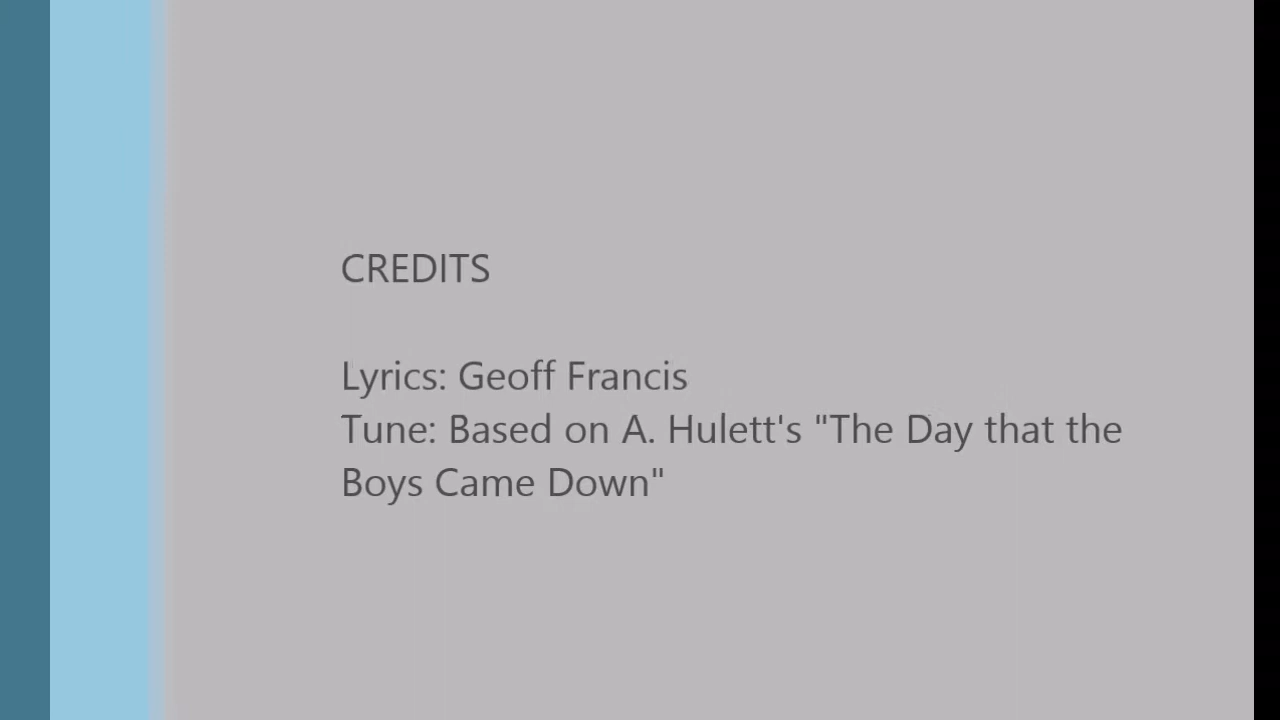 CREDITS
Lyrics: Geoff Francis
Tune: Based on A. Hulett's "The Day that the
Boys Came Down"